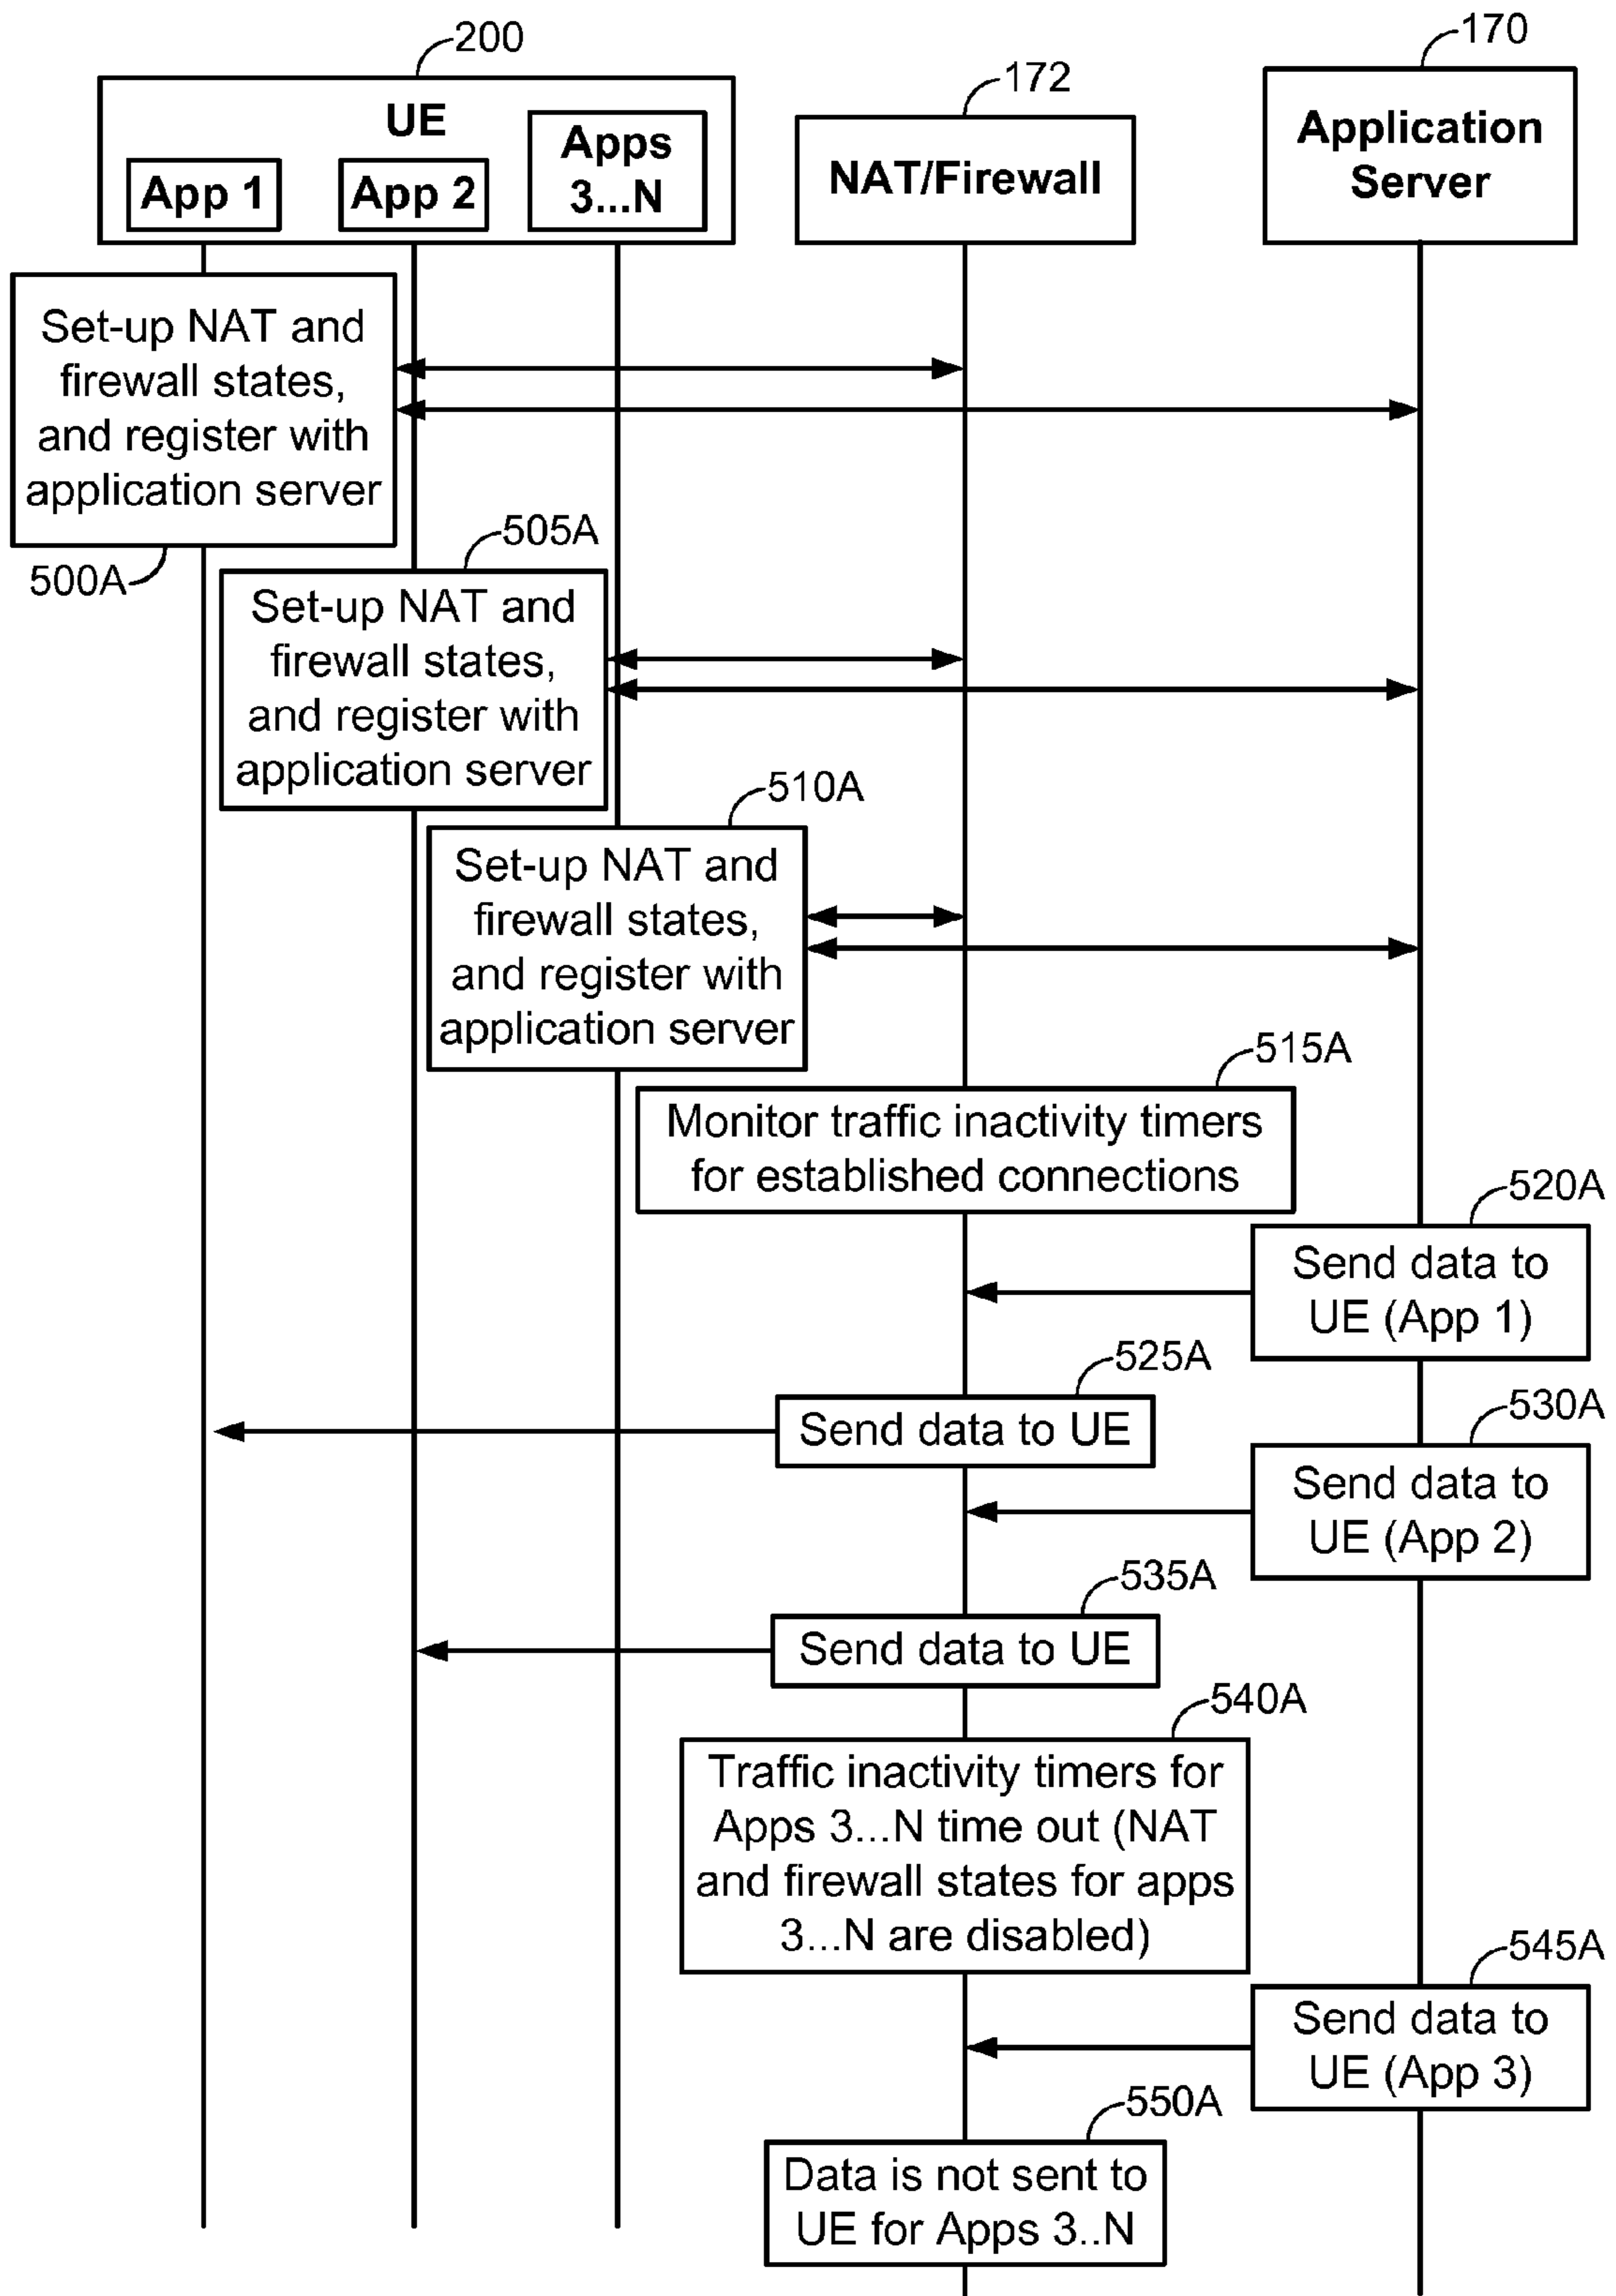 200
170
172
UE
App 1
App 2
Apps
3...N
NAT/Firewall
Application
Server
Set-up NAT and
firewall states,
and register with
application server
500A
505A
Set-up NAT and
firewall states,
and register with
application server
510A
Set-up NAT and
firewall states,
and register with
application server
515A
Monitor traffic inactivity timers
for established connections
520A
Send data to
UE (App 1)
525A
Send data to UE
530A
Send data to
UE (App 2)
535A
Send data to UE
540A
Traffic inactivity timers for
Apps 3...N time out (NAT
and firewall states for apps
3...N are disabled)
545A
Send data to
UE (App 3)
550A
Data is not sent to
UE for Apps 3..N